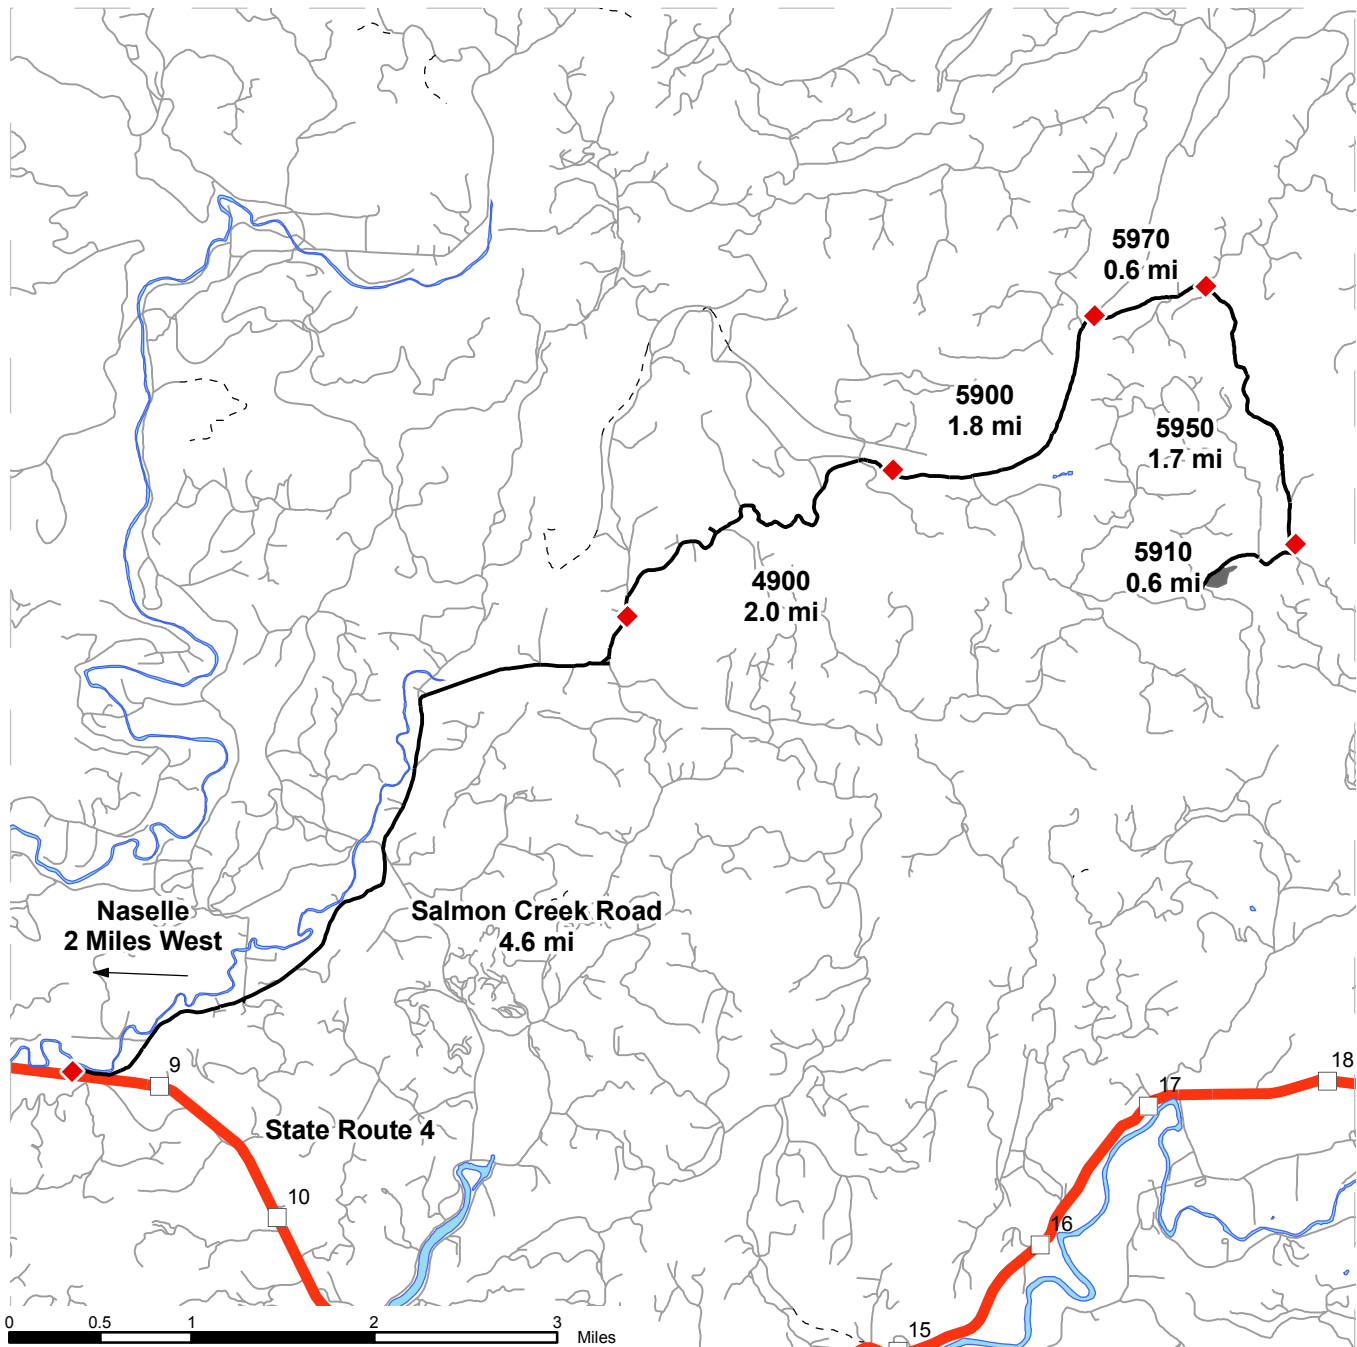 5970
0.6 mi
5900
1.8 mi
5950
1.7 mi
5910
0.6 mi
4900
2.0 mi
Naselle
2 Miles West
Salmon Creek Road
4.6 mi
9
17
18
State Route 4
10
16
15
0 0.5 1 2 3
Miles